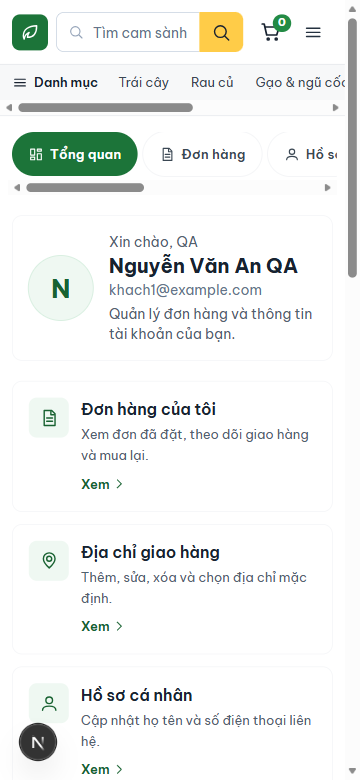 Tìm cam sành
0
Danh mục
Trái cây
Rau củ
Gạo & ngũ cốc
Tổng quan
Đơn hàng
Xin chào, QA
N
Nguyễn Văn An QA
khach1@example.com
Quản lý đơn hàng và thông tin
tài khoản của bạn.
Đơn hàng của tôi
Xem đơn đã đặt, theo dõi giao hàng
và mua lại.
Xem
Địa chỉ giao hàng
Thêm, sửa, xóa và chọn địa chỉ mặc
định.
Xem
Hồ sơ cá nhân
Cập nhật họ tên và số điện thoại liên
hệ.
N
Xem